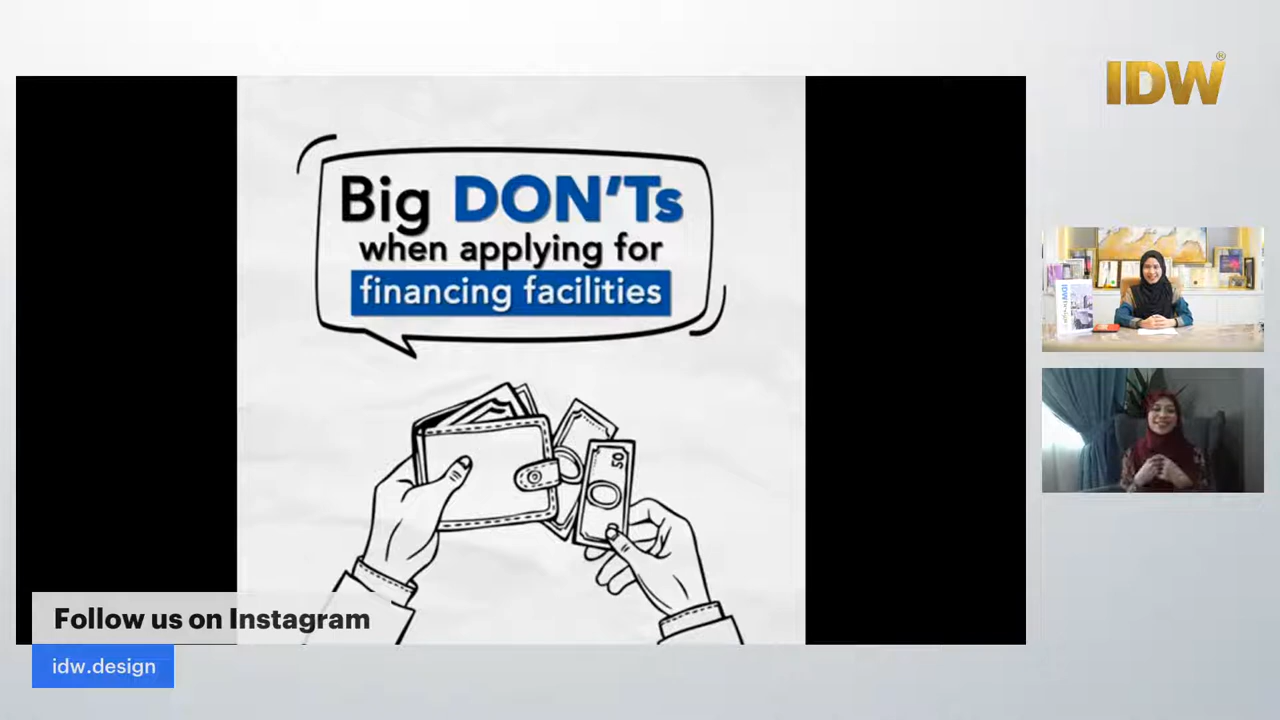 IDW®
Big DON'Ts
when applying for
financing facilities
50
Follow us on Instagram
idw.design